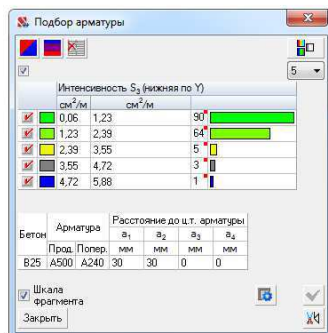 Подбор арматуры
5
Интенсивность S3 (нижняя по Y)
см²/м см²/м
0,06 1,23 90
1,23 2,39 64
2,39 3,55 5
3,55 4,72 3
4,72 5,88 1
Бетон Арматура Расстояние до ц.т. арматуры
a1 a2 a3 a4
Прод. Попер. мм мм мм мм
B25 A500 A240 30 30 0 0
Шкала
фрагмента
Закрыть